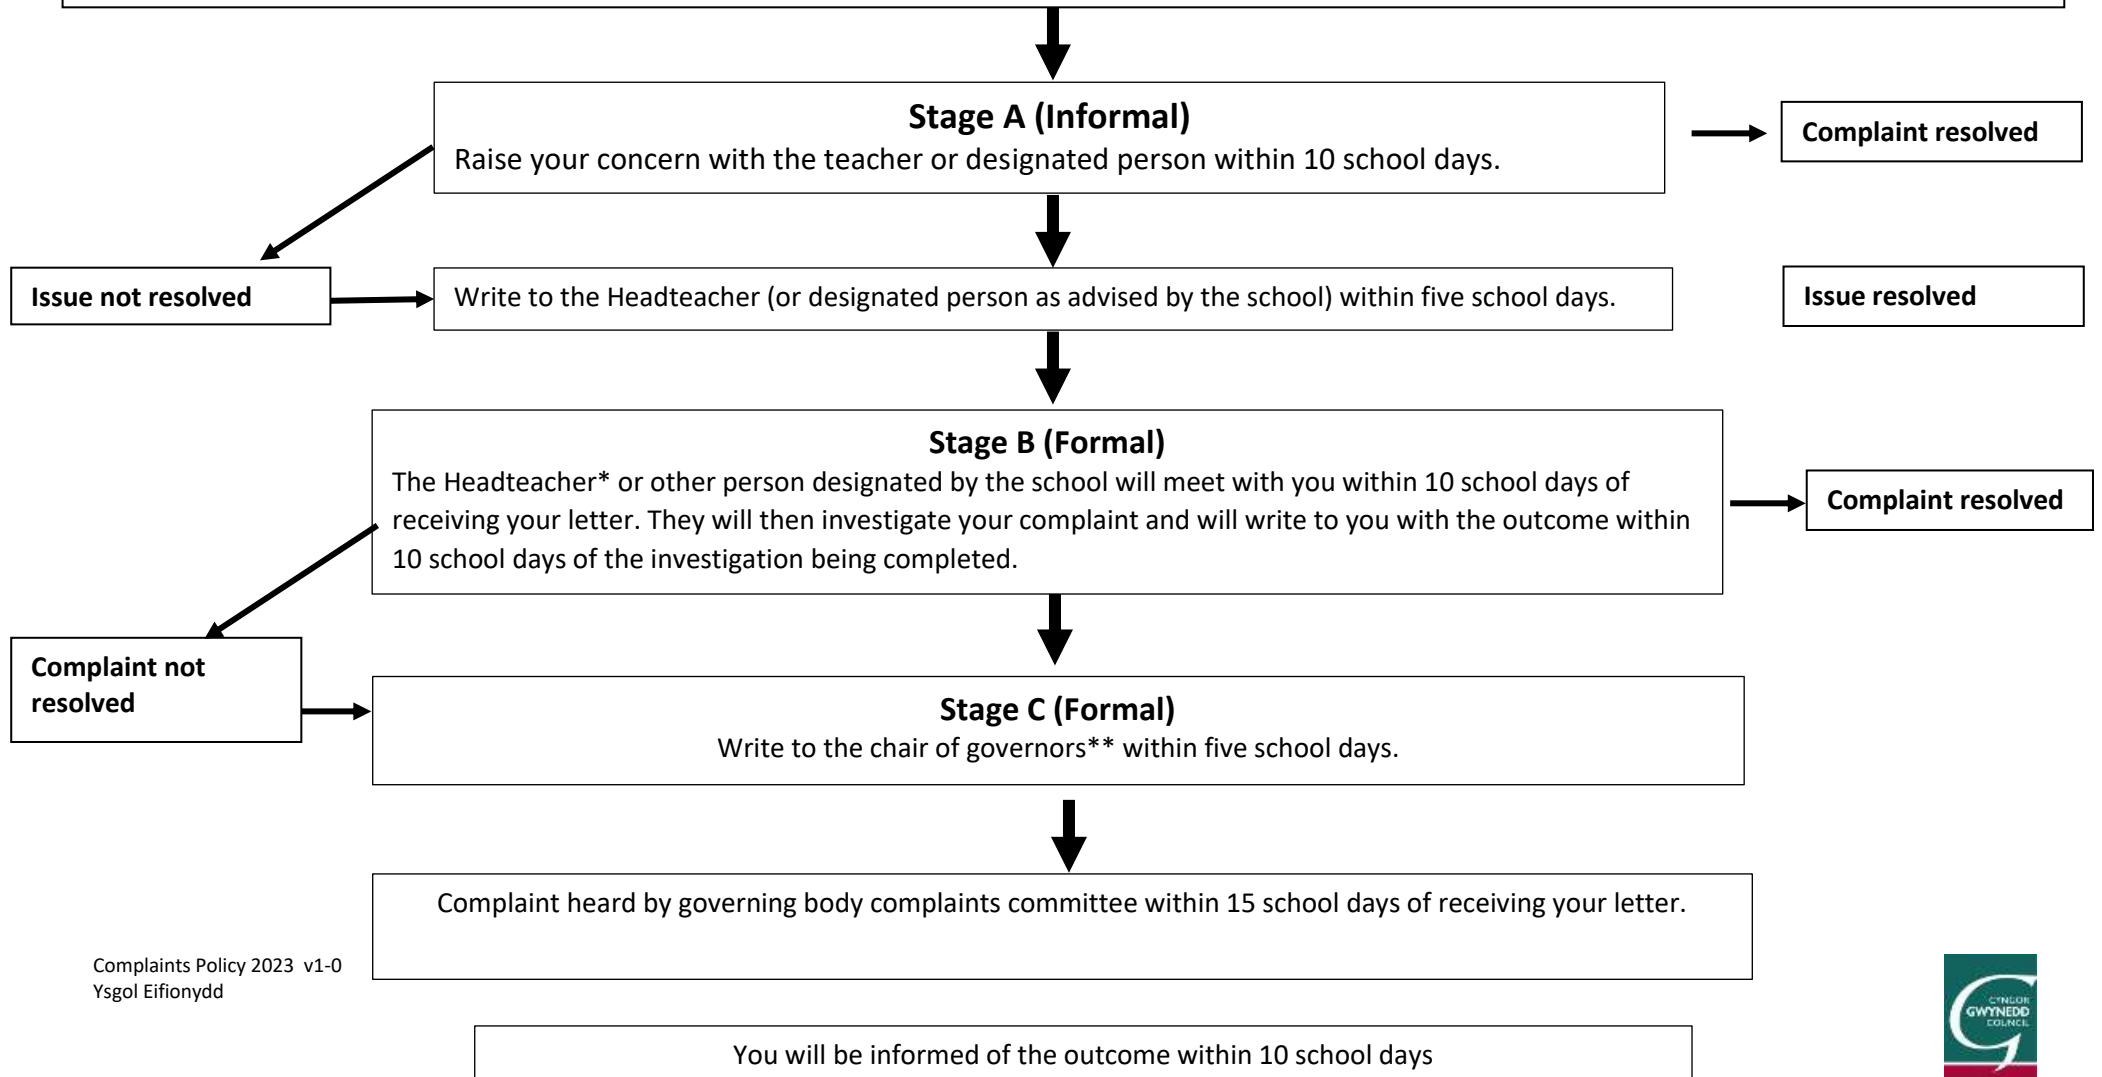 Stage A (Informal)
Raise your concern with the teacher or designated person within 10 school days.
Complaint resolved
Issue not resolved
Write to the Headteacher (or designated person as advised by the school) within five school days.
Issue resolved
Stage B (Formal)
The Headteacher* or other person designated by the school will meet with you within 10 school days of
receiving your letter. They will then investigate your complaint and will write to you with the outcome within
10 school days of the investigation being completed.
Complaint resolved
Complaint not
resolved
Stage C (Formal)
Write to the chair of governors** within five school days.
Complaint heard by governing body complaints committee within 15 school days of receiving your letter.
Complaints Policy 2023 v1-0
Ysgol Eifionydd
CYNGOR
GWYNEDD
COUNCIL
You will be informed of the outcome within 10 school days